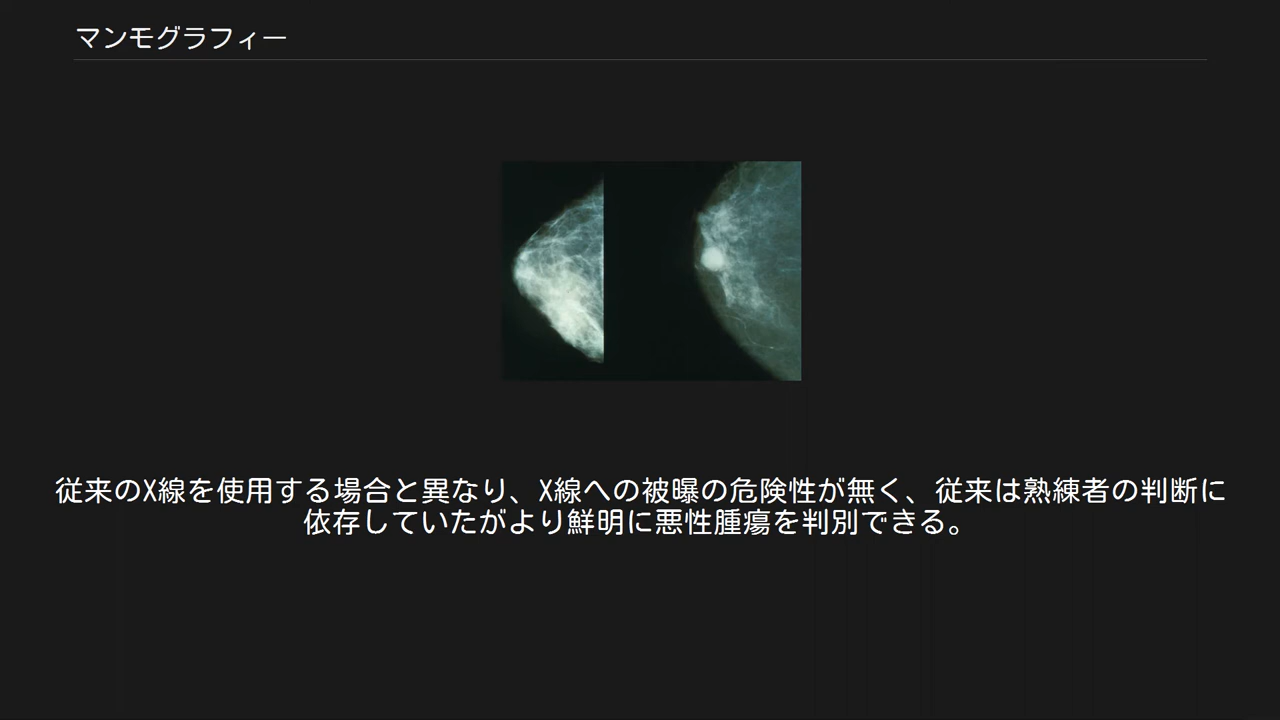 マンモグラフィー
従来のX線を使用する場合と異なり、X線への被曝の危険性が無く、従来は熟練者の判断に
依存していたがより鮮明に悪性腫瘍を判別できる。